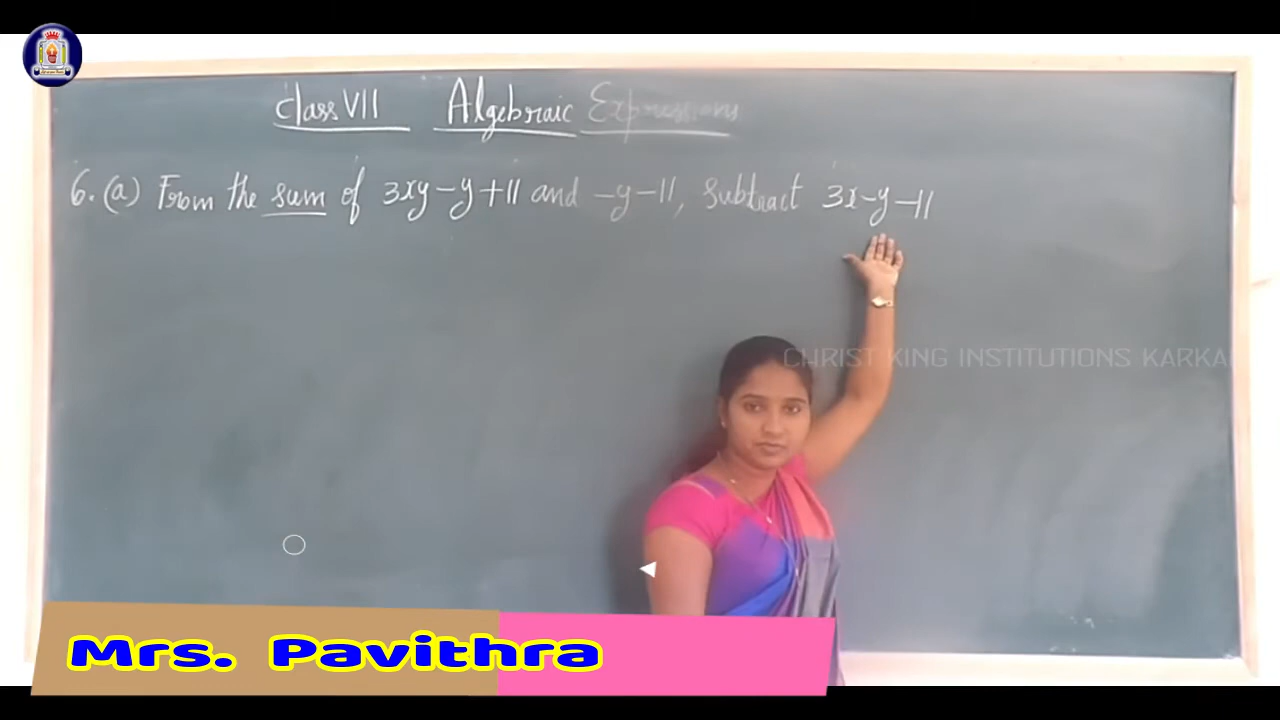 Class VII Algebraic Expressions
6. (a) From the sum of 3xy-y+11 and -y-11, subtract 3x-y-11
CHRIST KING INSTITUTIONS KARKA
Mrs. Pavithra